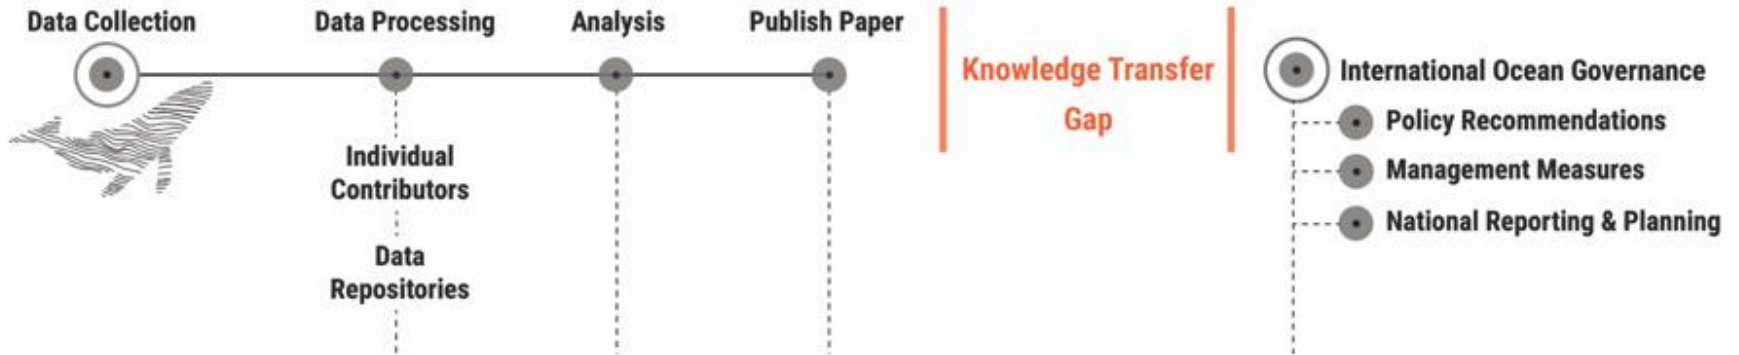 Data Collection
Data Processing
Analysis
Publish Paper
Individual
Contributors
Data
Repositories
Knowledge Transfer
Gap
International Ocean Governance
Policy Recommendations
Management Measures
National Reporting & Planning